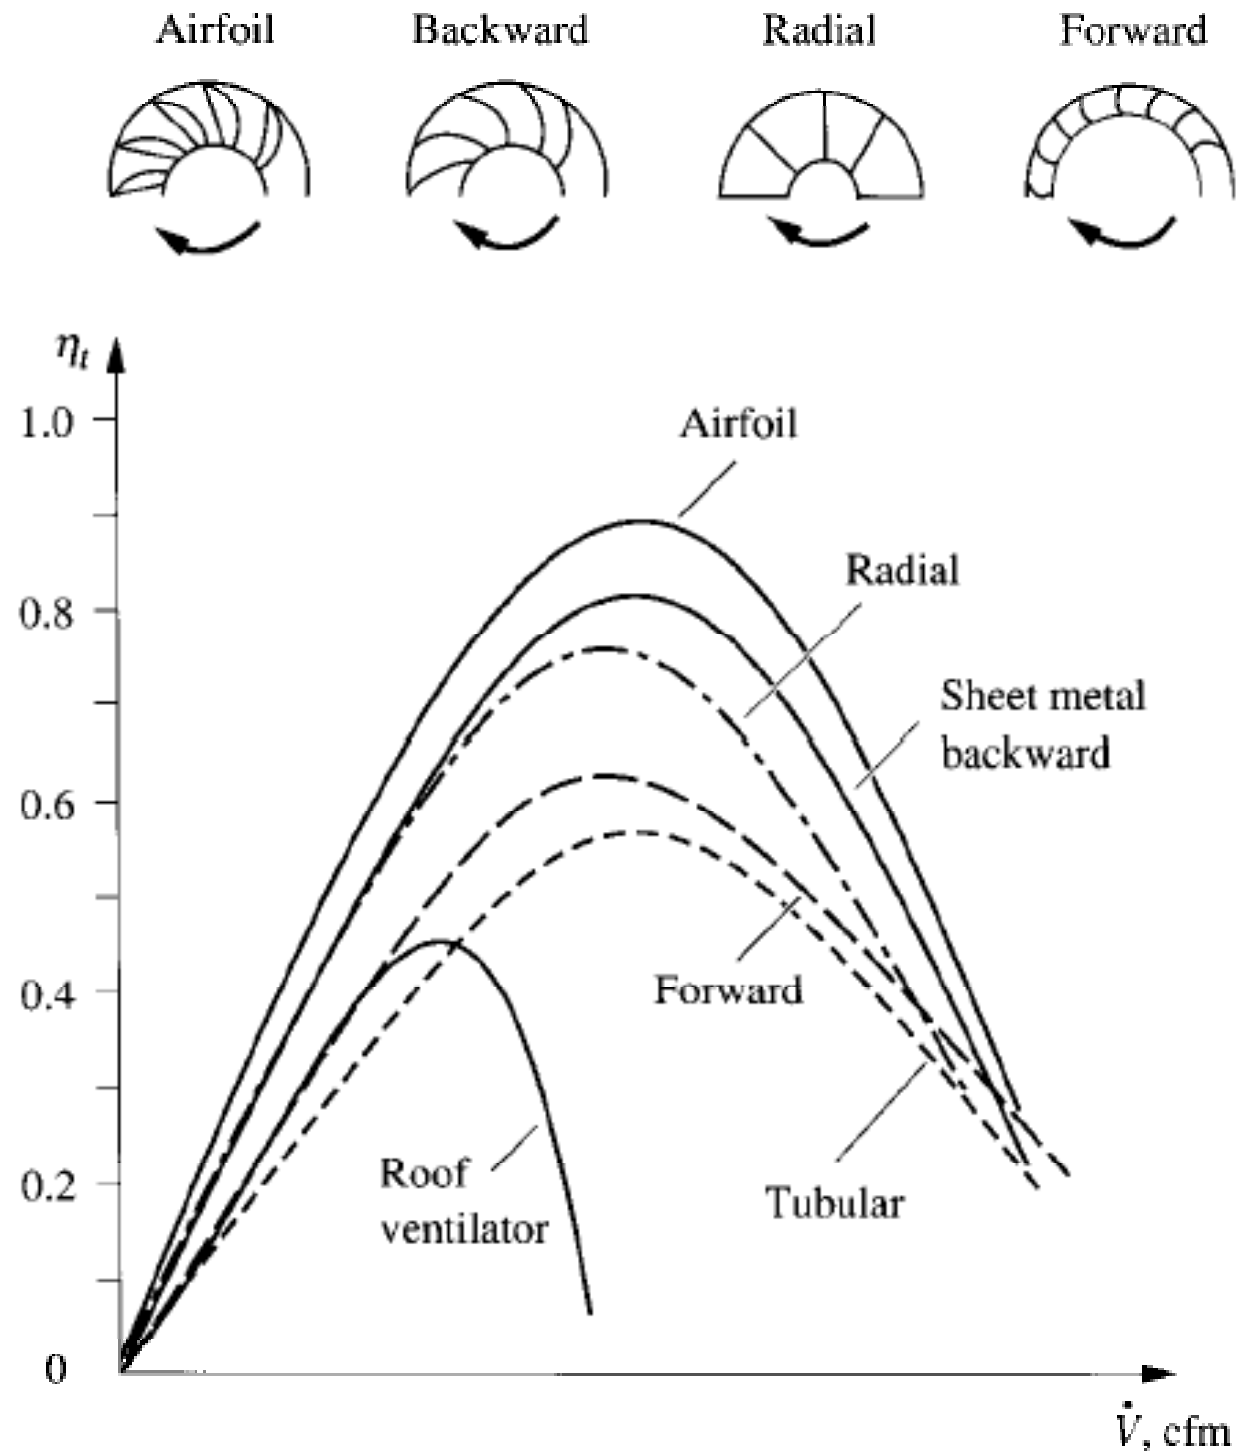 Airfoil Backward Radial Forward
ηt
1.0
Airfoil
Radial
0.8
Sheet metal
backward
0.6
0.4
Forward
Roof
ventilator
0.2
Tubular
0
V̇, cfm